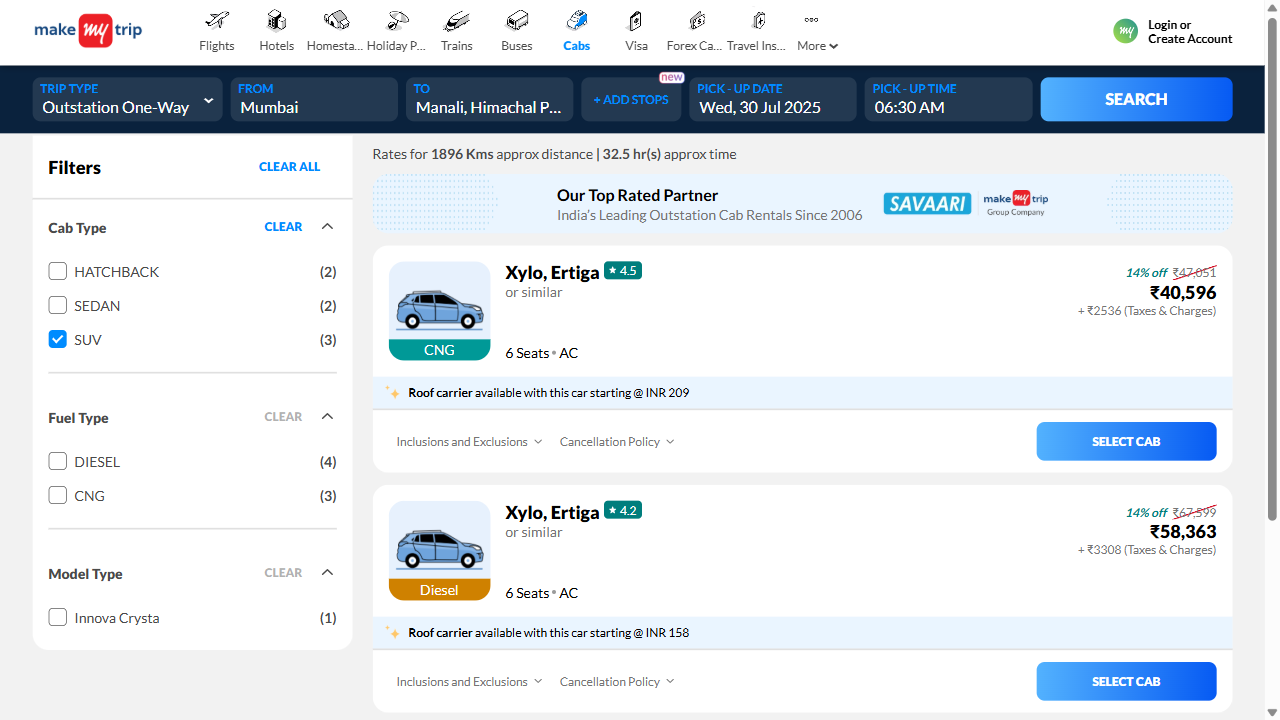 make my trip
Flights
Hotels
Homesta...
Holiday P...
Trains
Buses
Cabs
Visa
Forex Ca...
Travel Ins...
More
my
Login or
Create Account
TRIP TYPE
Outstation One-Way
FROM
Mumbai
TO
Manali, Himachal P...
new
+ ADD STOPS
PICK - UP DATE
Wed, 30 Jul 2025
PICK - UP TIME
06:30 AM
SEARCH
Filters
CLEAR ALL
Cab Type
CLEAR
HATCHBACK (2)
SEDAN (2)
SUV (3)
Fuel Type
CLEAR
DIESEL (4)
CNG (3)
Model Type
CLEAR
Innova Crysta (1)
Rates for 1896 Kms approx distance | 32.5 hr(s) approx time
Our Top Rated Partner
India's Leading Outstation Cab Rentals Since 2006
SAVAARI
make my trip
Group Company
Xylo, Ertiga ★ 4.5
or similar
CNG
6 Seats • AC
14% off ₹47,051
₹40,596
+ ₹2536 (Taxes & Charges)
Roof carrier available with this car starting @ INR 209
Inclusions and Exclusions
Cancellation Policy
SELECT CAB
Xylo, Ertiga ★ 4.2
or similar
Diesel
6 Seats • AC
14% off ₹67,599
₹58,363
+ ₹3308 (Taxes & Charges)
Roof carrier available with this car starting @ INR 158
Inclusions and Exclusions
Cancellation Policy
SELECT CAB